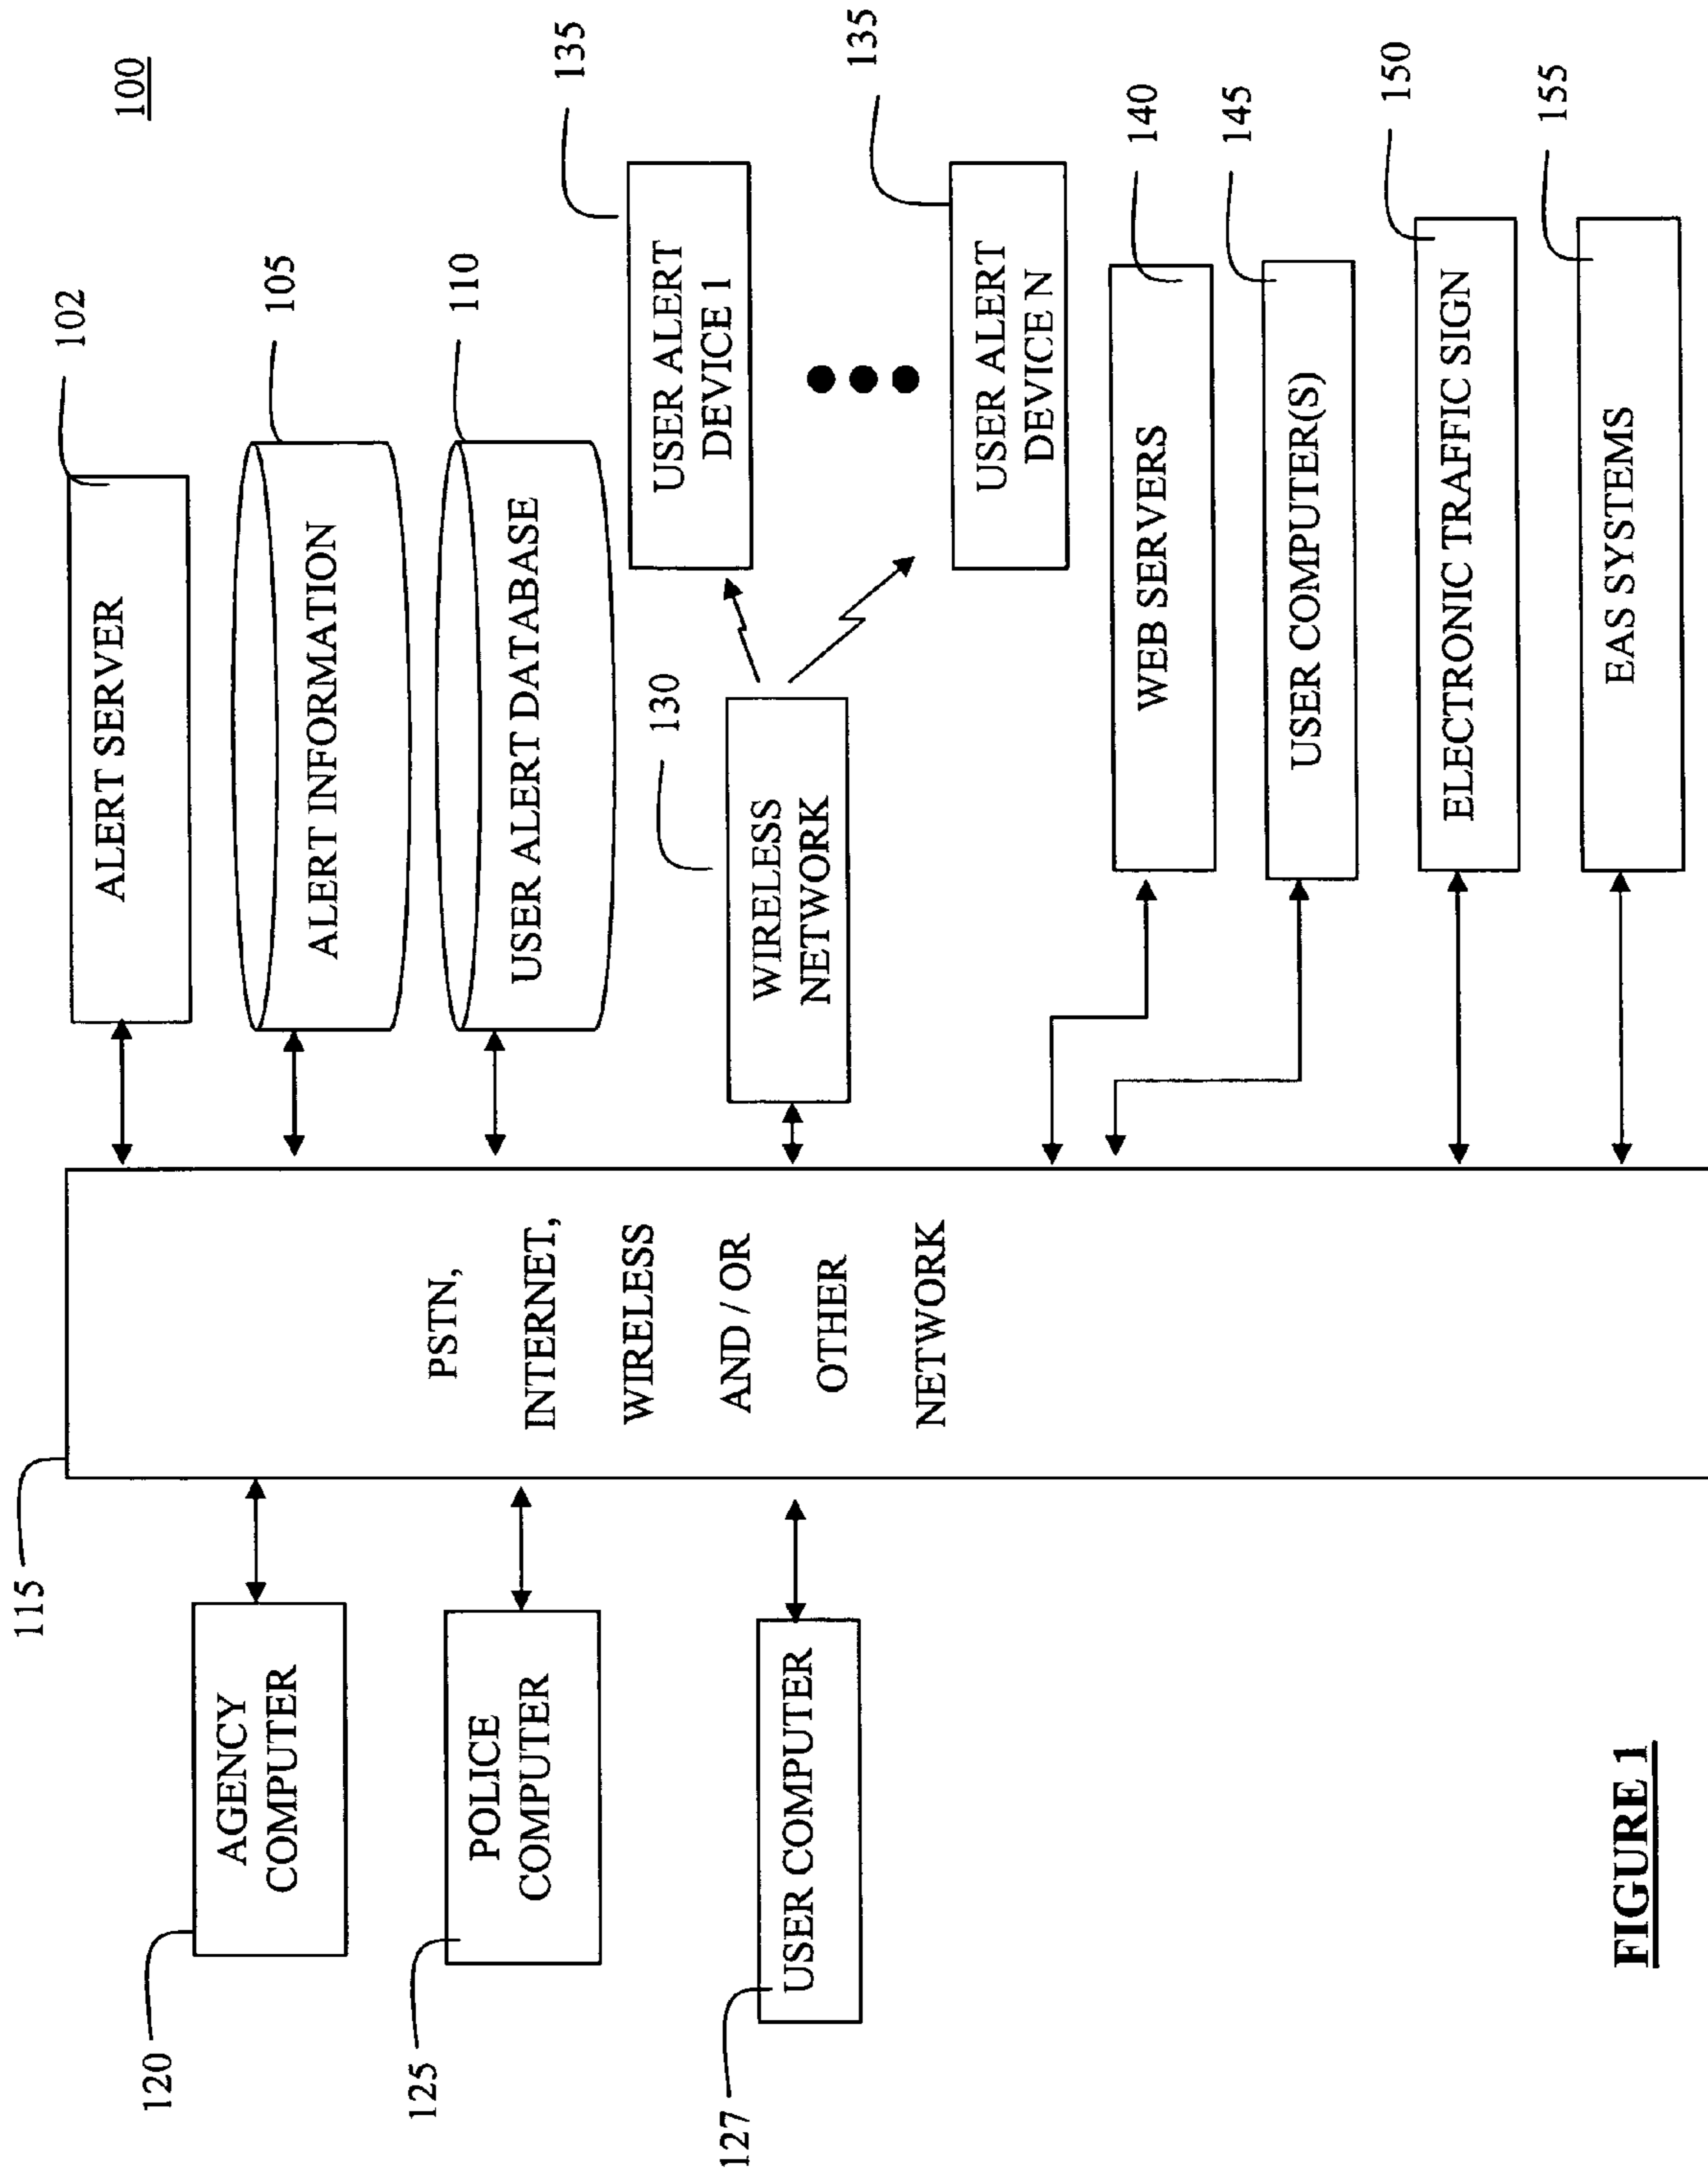 100
102
ALERT SERVER
105
ALERT INFORMATION
110
USER ALERT DATABASE
135
USER ALERT
DEVICE 1
130
WIRELESS
NETWORK
135
USER ALERT
DEVICE N
140
WEB SERVERS
145
USER COMPUTER(S)
150
ELECTRONIC TRAFFIC SIGN
155
EAS SYSTEMS
115
PSTN,
INTERNET,
WIRELESS
AND / OR
OTHER
NETWORK
120
AGENCY
COMPUTER
125
POLICE
COMPUTER
127
USER COMPUTER
FIGURE 1